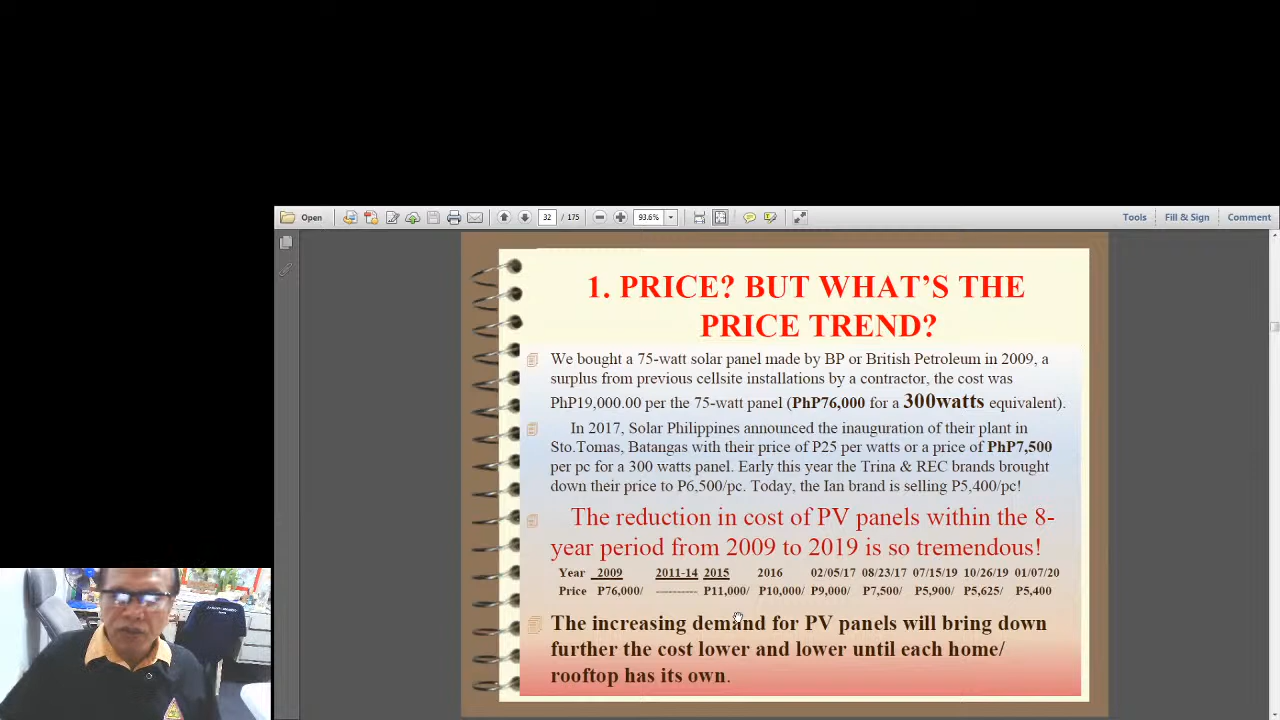 Open 32 / 175 93.6% Tools Fill & Sign Comment
1. PRICE? BUT WHAT’S THE
PRICE TREND?
We bought a 75-watt solar panel made by BP or British Petroleum in 2009, a
surplus from previous cellsite installations by a contractor, the cost was
PhP19,000.00 per the 75-watt panel (PhP76,000 for a 300watts equivalent).
In 2017, Solar Philippines announced the inauguration of their plant in
Sto.Tomas, Batangas with their price of P25 per watts or a price of PhP7,500
per pc for a 300 watts panel. Early this year the Trina & REC brands brought
down their price to P6,500/pc. Today, the Ian brand is selling P5,400/pc!
The reduction in cost of PV panels within the 8-
year period from 2009 to 2019 is so tremendous!
Year 2009 2011-14 2015 2016 02/05/17 08/23/17 07/15/19 10/26/19 01/07/20
Price P76,000/ ---------- P11,000/ P10,000/ P9,000/ P7,500/ P5,900/ P5,625/ P5,400
The increasing demand for PV panels will bring down
further the cost lower and lower until each home/
rooftop has its own.